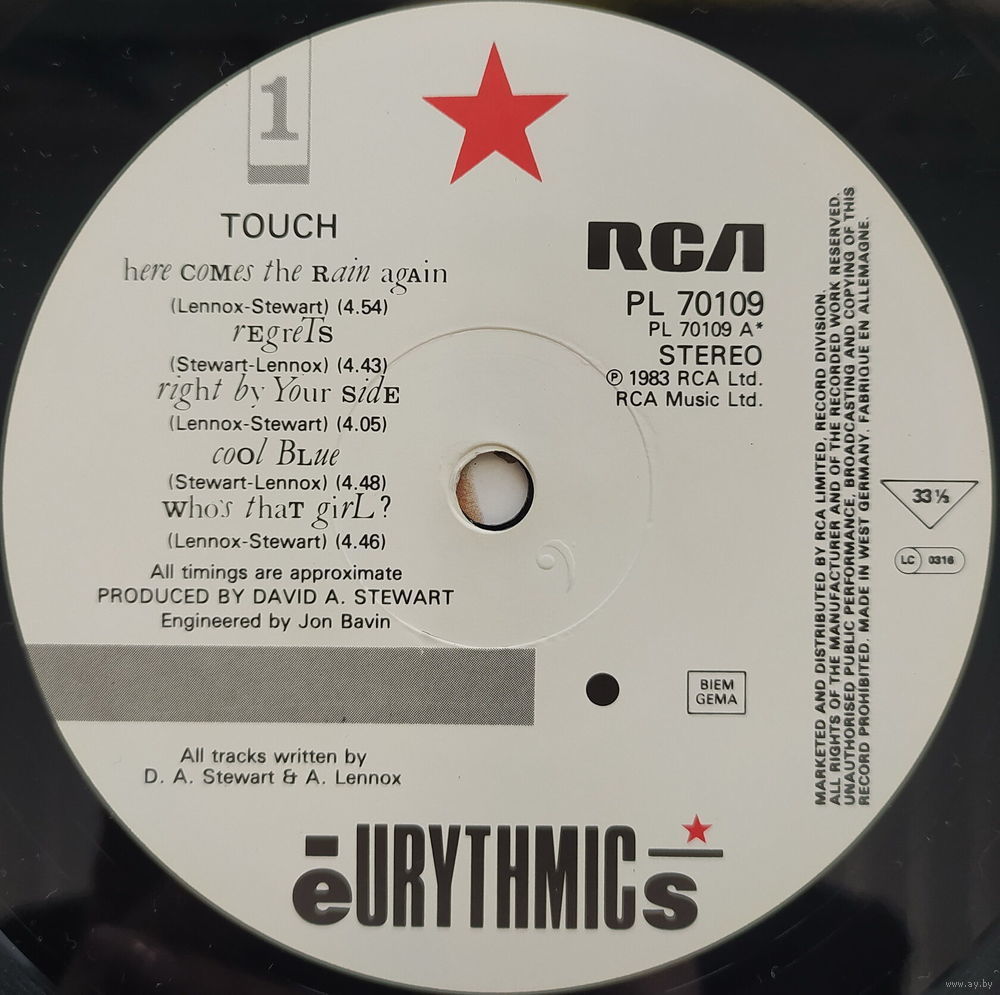 1
TOUCH
here coMes the Rain agAin
(Lennox-Stewart) (4.54)
rEgreTs
(Stewart-Lennox) (4.43)
right by Your sidE
(Lennox-Stewart) (4.05)
cool BLue
(Stewart-Lennox) (4.48)
Who's thaT girL?
(Lennox-Stewart) (4.46)
All timings are approximate
PRODUCED BY DAVID A. STEWART
Engineered by Jon Bavin
RCA
PL 70109
PL 70109 A*
STEREO
℗ 1983 RCA Ltd.
RCA Music Ltd.
33⅓
LC 0316
BIEM
GEMA
MARKETED AND DISTRIBUTED BY RCA LIMITED, RECORD DIVISION.
ALL RIGHTS OF THE MANUFACTURER AND OF THE RECORDED WORK RESERVED.
UNAUTHORISED PUBLIC PERFORMANCE, BROADCASTING AND COPYING OF THIS
RECORD PROHIBITED. MADE IN WEST GERMANY. FABRIQUE EN ALLEMAGNE.
All tracks written by
D. A. Stewart & A. Lennox
eURYTHMICs
www.ay.by